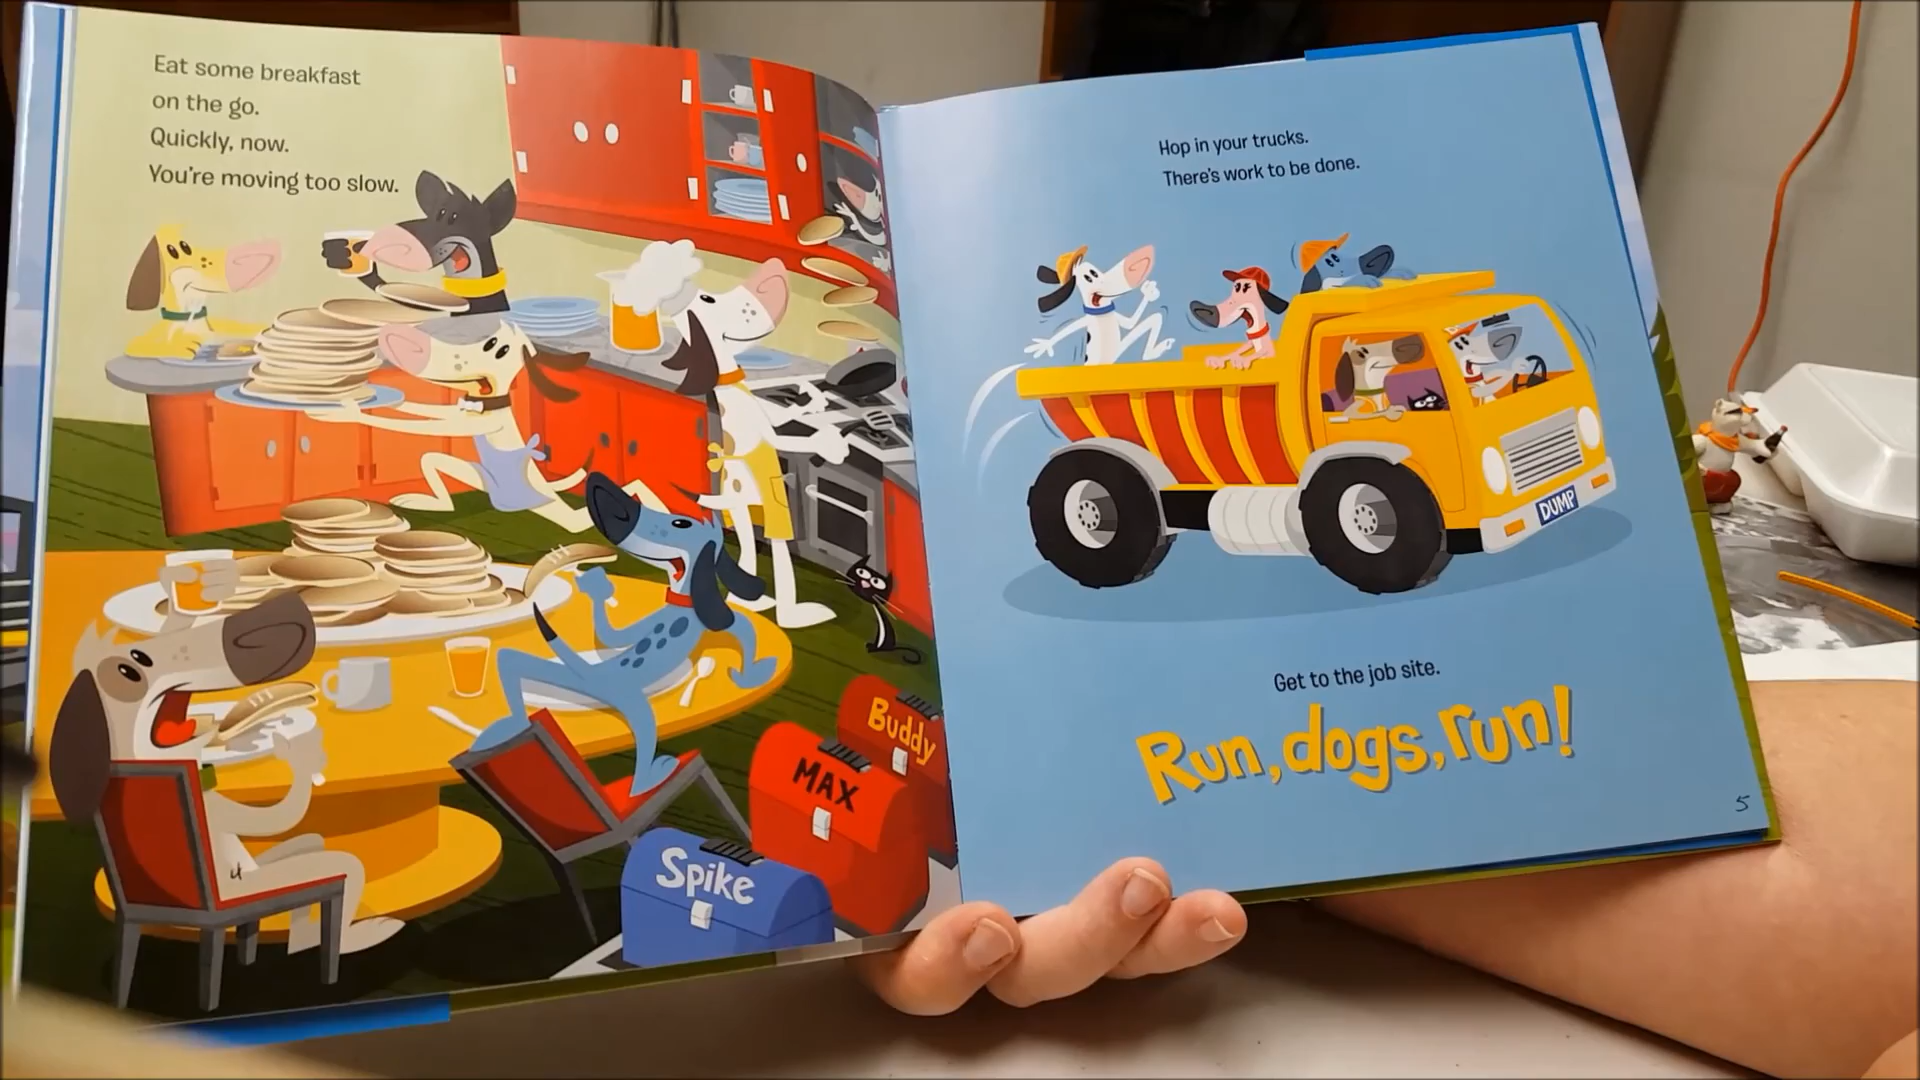 Eat some breakfast
on the go.
Quickly, now.
You're moving too slow.
Buddy
MAX
Spike
4
Hop in your trucks.
There's work to be done.
DUMP
Get to the job site.
Run, dogs, run!
5